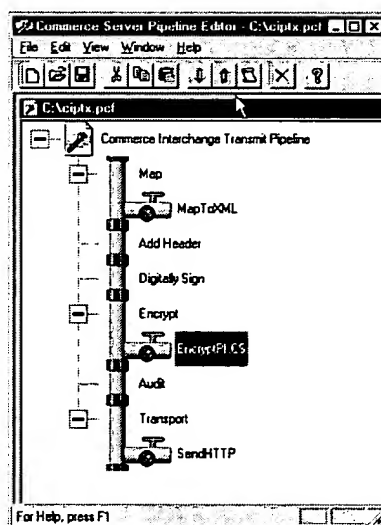 Commerce Server Pipeline Editor - C:\ciptx.pcf
File Edit View Window Help
C:\ciptx.pcf
Commerce Interchange Transmit Pipeline
Map
MapToXML
Add Header
Digitally Sign
Encrypt
EncryptPKCS
Audit
Transport
SendHTTP
For Help, press F1